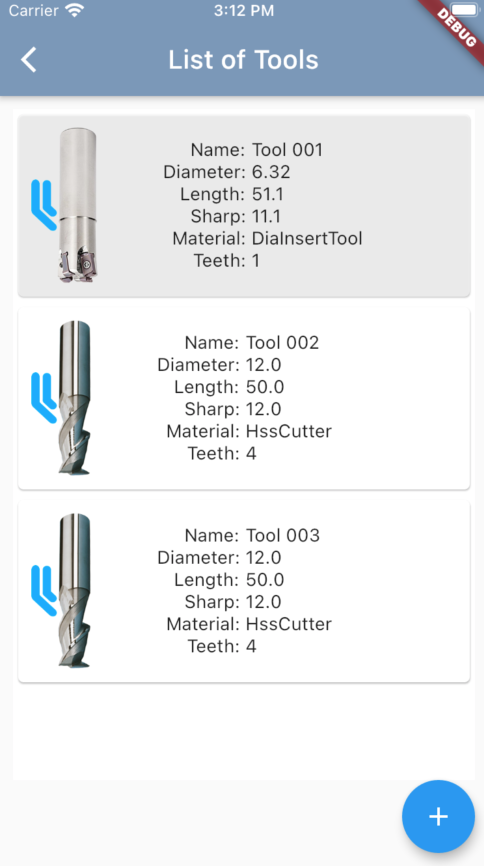 Carrier 3:12 PM
DEBUG
List of Tools
Name: Tool 001
Diameter: 6.32
Length: 51.1
Sharp: 11.1
Material: DiaInsertTool
Teeth: 1
Name: Tool 002
Diameter: 12.0
Length: 50.0
Sharp: 12.0
Material: HssCutter
Teeth: 4
Name: Tool 003
Diameter: 12.0
Length: 50.0
Sharp: 12.0
Material: HssCutter
Teeth: 4
+